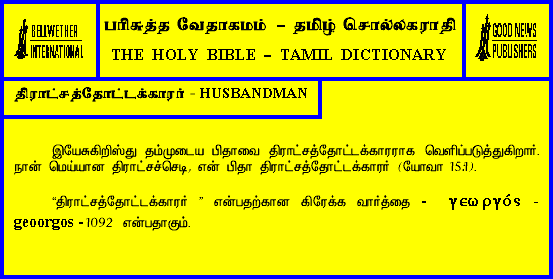 BELLWETHER
INTERNATIONAL
பரிசுத்த வேதாகமம் – தமிழ் சொல்லகராதி
THE HOLY BIBLE – TAMIL DICTIONARY
GOOD NEWS
PUBLISHERS
திராட்சத்தோட்டக்காரர் - HUSBANDMAN
இயேசுகிறிஸ்து தம்முடைய பிதாவை திராட்சத்தோட்டக்காரராக வெளிப்படுத்துகிறார்.
நான் மெய்யான திராட்சச்செடி, என் பிதா திராட்சத்தோட்டக்காரர் (யோவா 15:1).
“திராட்சத்தோட்டக்காரர் ” என்பதற்கான கிரேக்க வார்த்தை - γεωργός -
geoorgos -1092 என்பதாகும்.